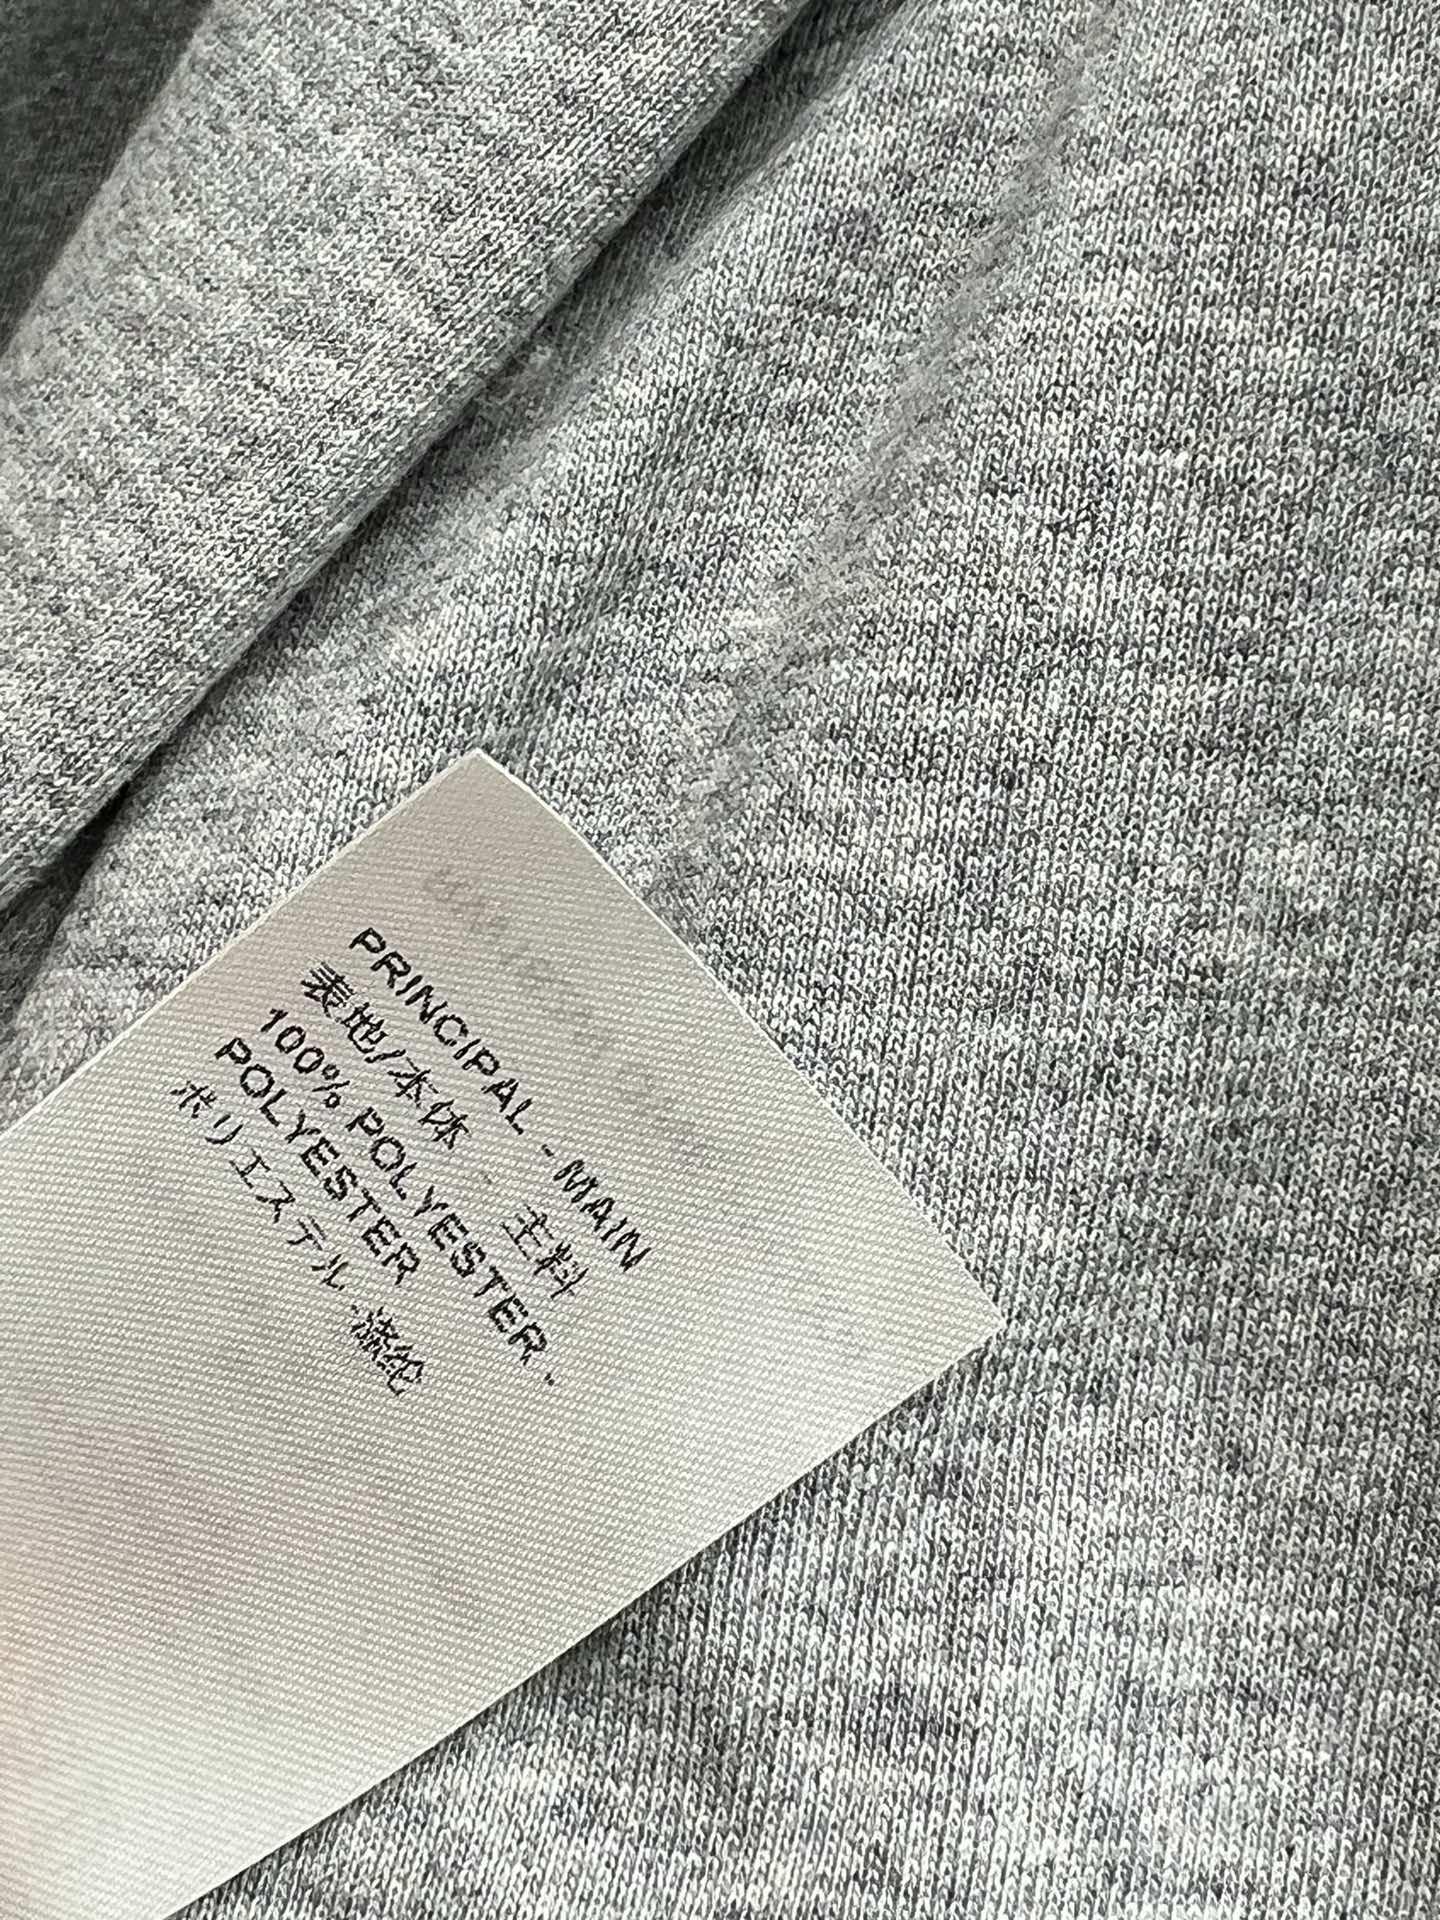 PRINCIPAL - MAIN
表地/本体 - 主料
100% POLYESTER -
POLYESTER
ポリエステル - 涤纶